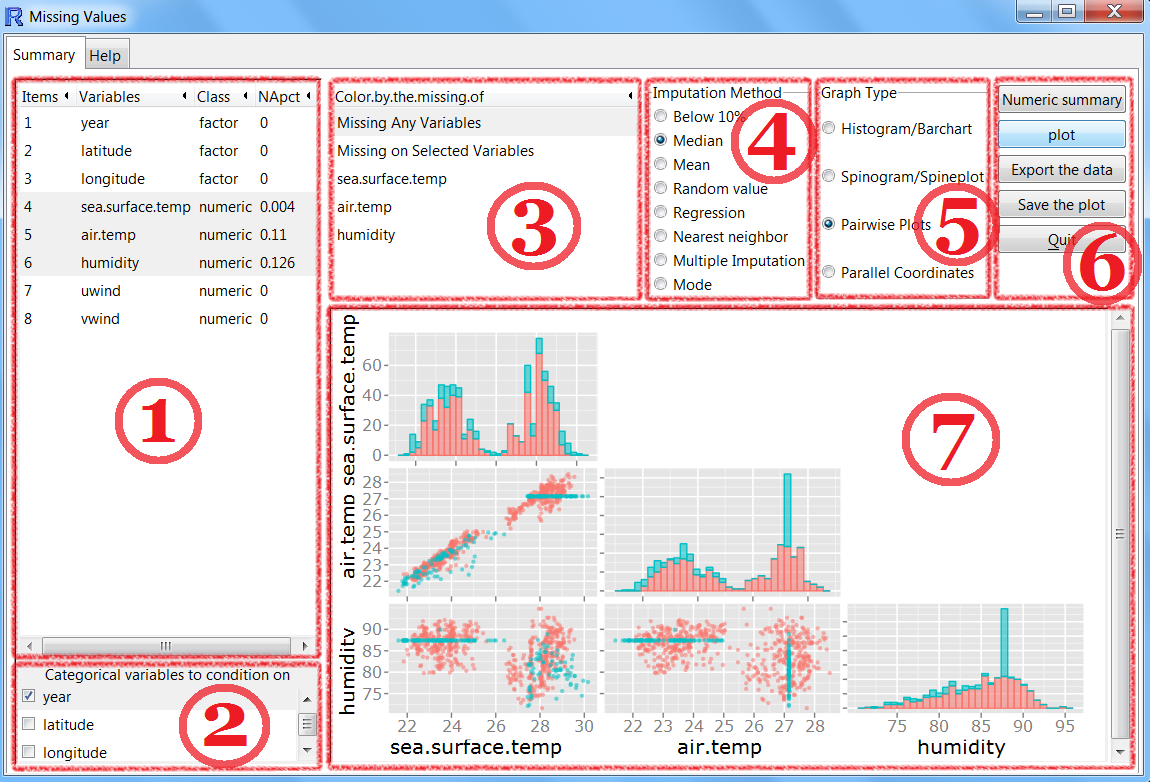 Missing Values
Summary
Help
Items Variables Class NApct
1 year factor 0
2 latitude factor 0
3 longitude factor 0
4 sea.surface.temp numeric 0.004
5 air.temp numeric 0.11
6 humidity numeric 0.126
7 uwind numeric 0
8 vwind numeric 0
1
Categorical variables to condition on
year
latitude
longitude
2
Color.by.the.missing.of
Missing Any Variables
Missing on Selected Variables
sea.surface.temp
air.temp
humidity
3
Imputation Method
Below 10%
Median
Mean
Random value
Regression
Nearest neighbor
Multiple Imputation
Mode
4
Graph Type
Histogram/Barchart
Spinogram/Spineplot
Pairwise Plots
Parallel Coordinates
5
Numeric summary
plot
Export the data
Save the plot
Quit
6
sea.surface.temp
60
40
20
0
air.temp
28
27
26
25
24
23
22
humidity
90
85
80
75
22 24 26 28 30
sea.surface.temp
22 23 24 25 26 27 28
air.temp
75 80 85 90 95
humidity
7